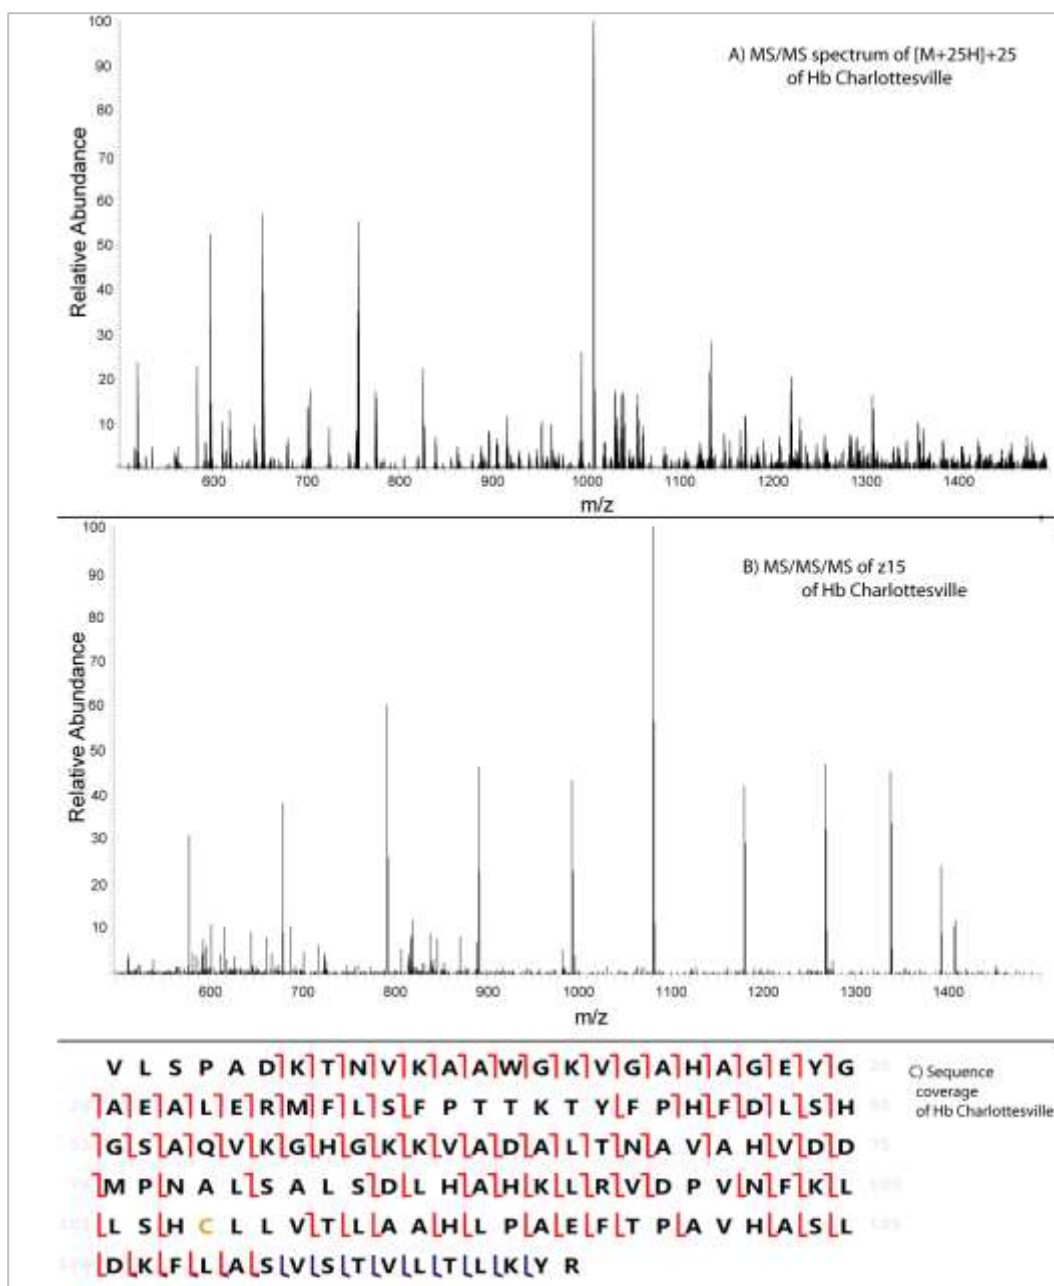 100
90
80
70
60
50
40
30
20
10
Relative Abundance
A) MS/MS spectrum of [M+25H]+25
of Hb Charlottesville
600 700 800 900 1000 1100 1200 1300 1400
m/z
100
90
80
70
60
50
40
30
20
10
Relative Abundance
B) MS/MS/MS of z15
of Hb Charlottesville
600 700 800 900 1000 1100 1200 1300 1400
m/z
V L S P A D K T N V K A A W G K V G A H A G E Y G
A E A L E R M F L S F P T T K T Y F P H F D L S H
51 G S A Q V K G H G K K V A D A L T N A V A H V D D 75
M P N A L S A L S D L H A H K L R V D P V N F K L
101 L S H C L L V T L A A H L P A E F T P A V H A S L
D K F L A S V S T V L T L K Y R
C) Sequence
coverage
of Hb Charlottesville